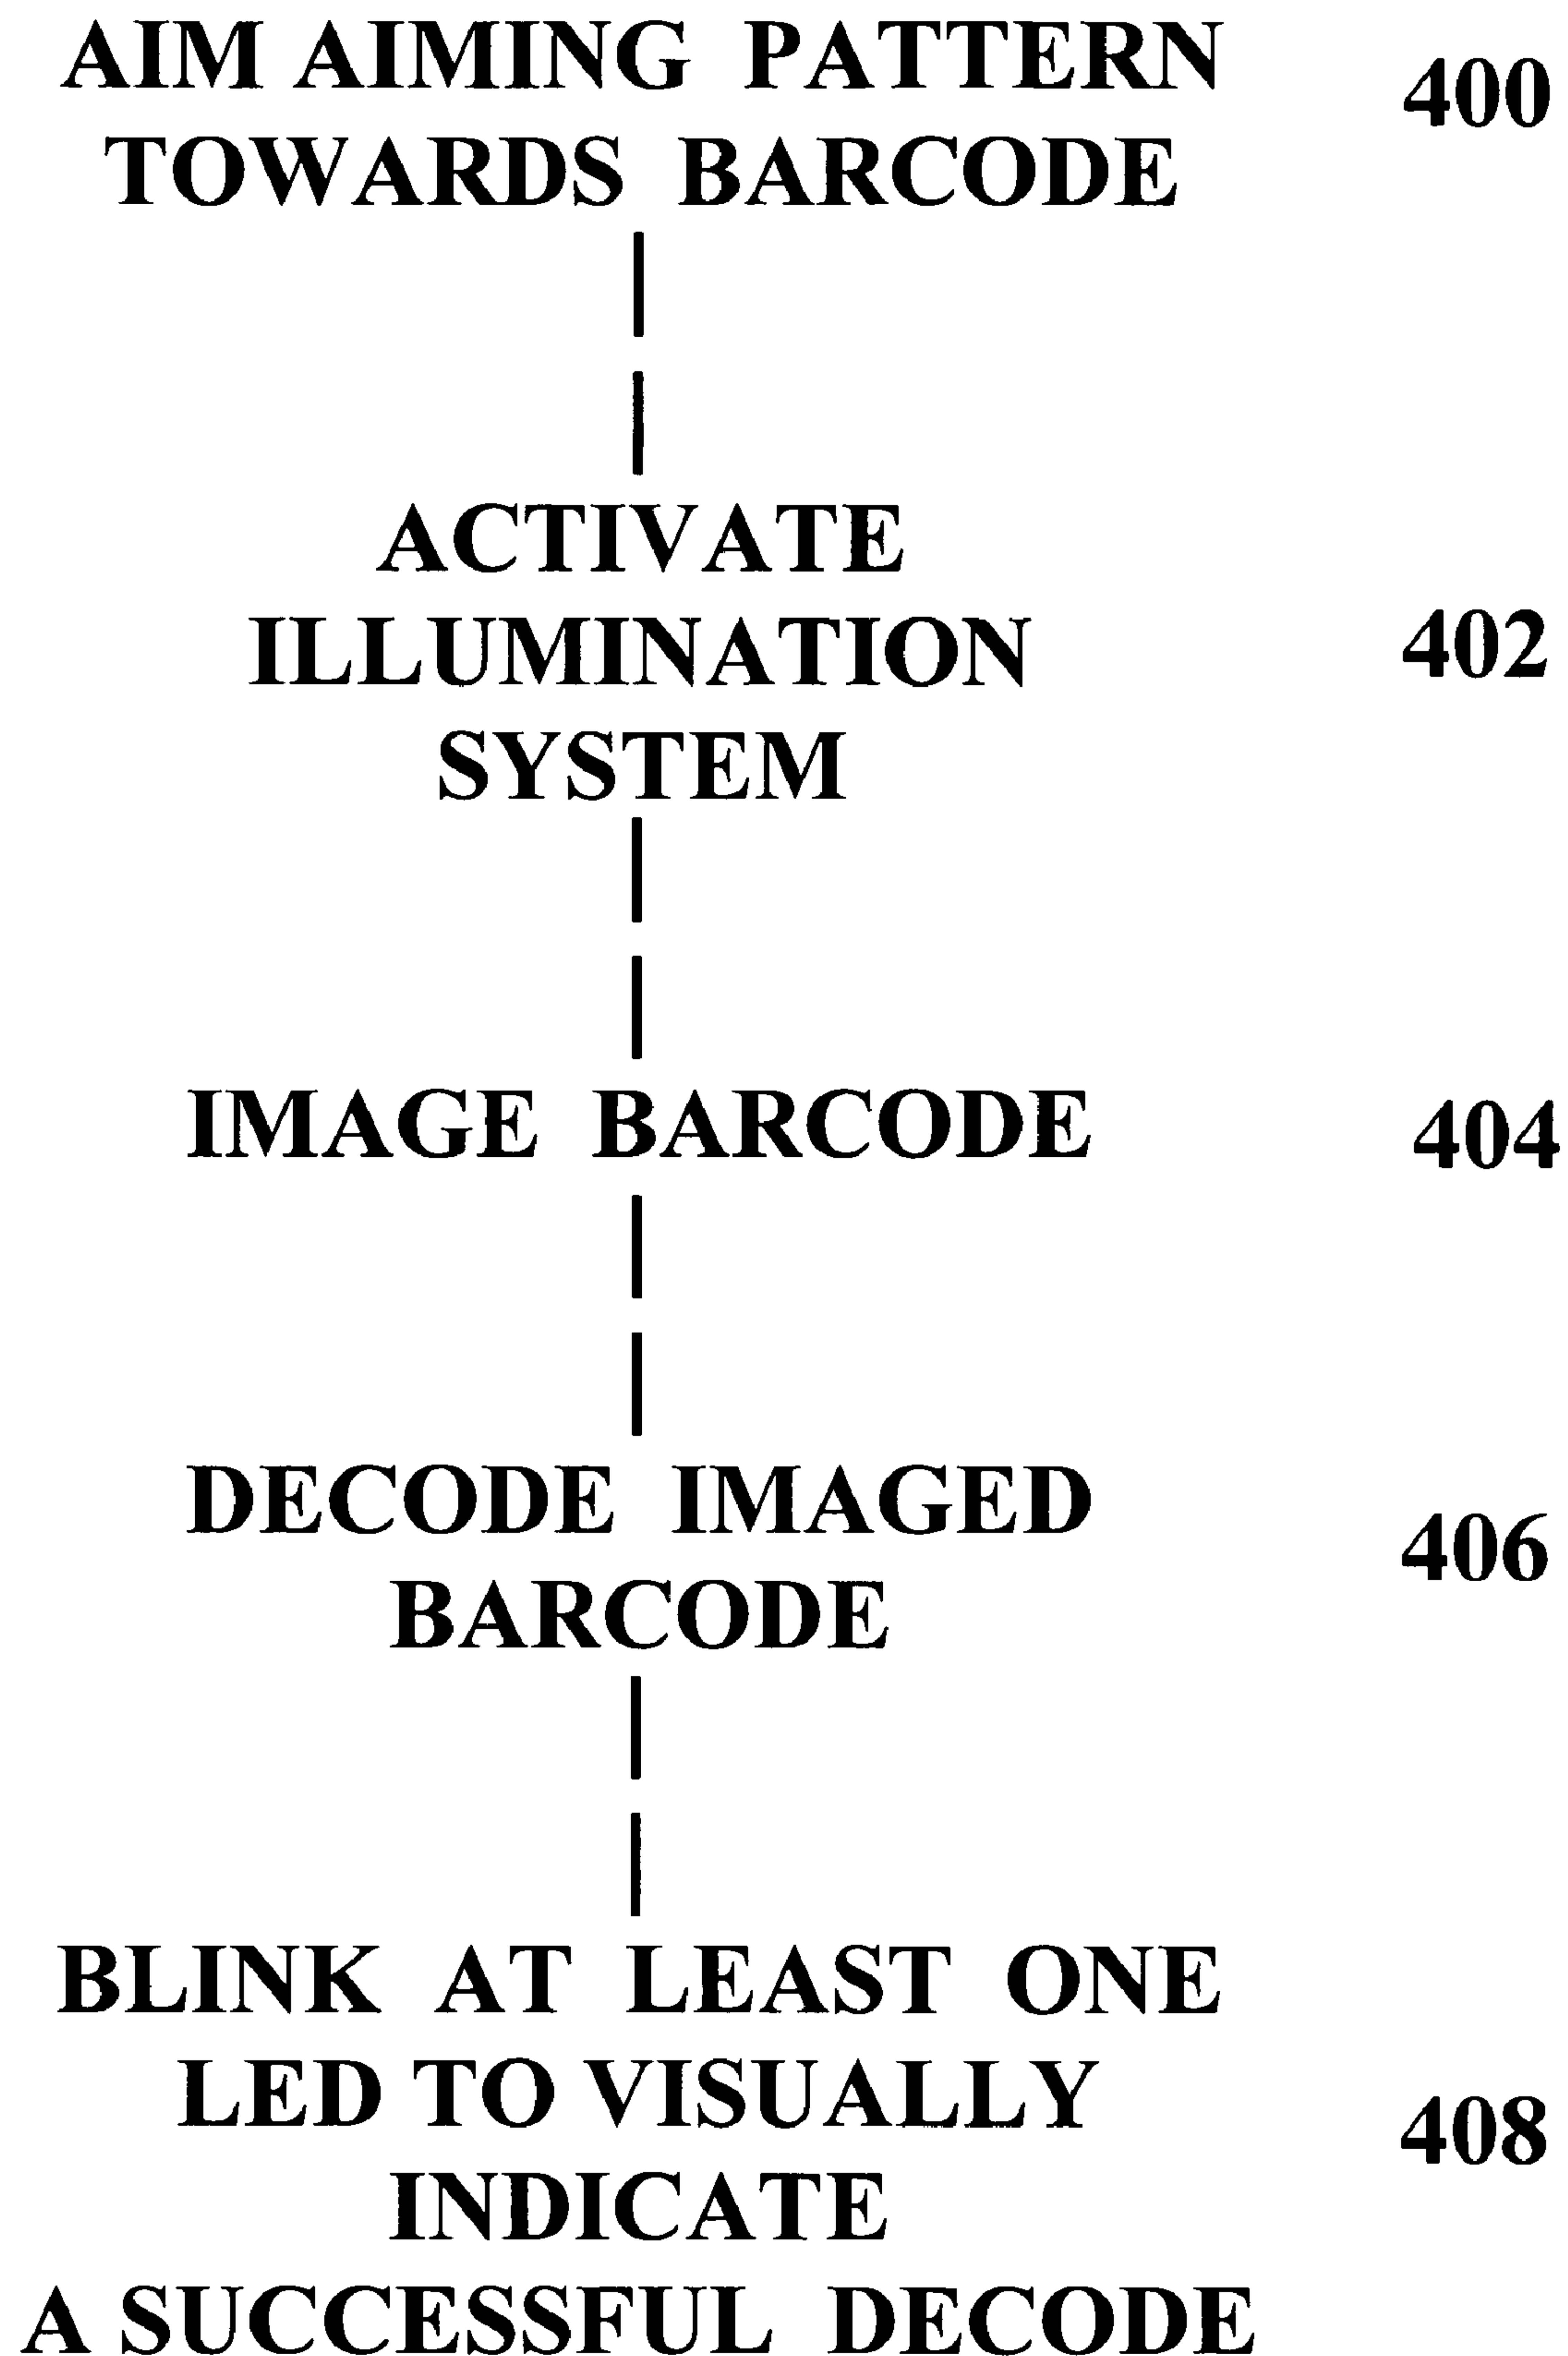 AIM AIMING PATTERN
400
TOWARDS BARCODE
ACTIVATE
ILLUMINATION
402
SYSTEM
IMAGE BARCODE
404
DECODE IMAGED
406
BARCODE
BLINK AT LEAST ONE
LED TO VISUALLY
408
INDICATE
A SUCCESSFUL DECODE